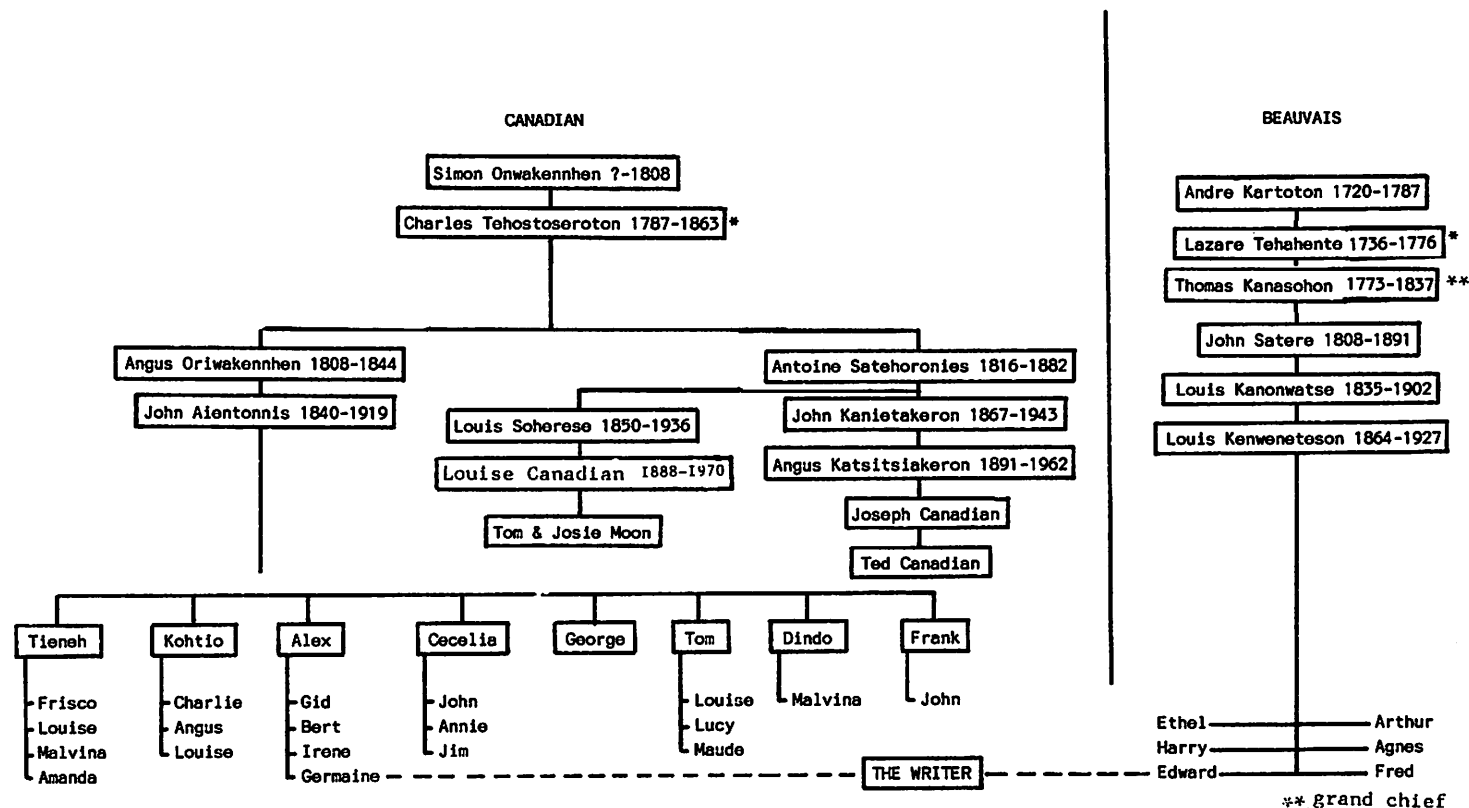 CANADIAN
Simon Onwakennhen ?-1808
Charles Tehostoseroton 1787-1863 *
Angus Oriwakennhen 1808-1844
Antoine Satehoronies 1816-1882
John Aientonnis 1840-1919
Louis Soherese 1850-1936
John Kanietakeron 1867-1943
Louise Canadian 1888-1970
Angus Katsitsiakeron 1891-1962
Tom & Josie Moon
Joseph Canadian
Ted Canadian
Tieneh
Frisco
Louise
Malvina
Amanda
Kohtio
Charlie
Angus
Louise
Alex
Gid
Bert
Irene
Germaine
Cecelia
John
Annie
Jim
George
Tom
Louise
Lucy
Maude
Dindo
Malvina
Frank
John
THE WRITER
BEAUVAIS
Andre Kartoton 1720-1787
Lazare Tehahente 1736-1776 *
Thomas Kanasohon 1773-1837 **
John Satere 1808-1891
Louis Kanonwatse 1835-1902
Louis Kenweneteson 1864-1927
Ethel Arthur
Harry Agnes
Edward Fred
** grand chief